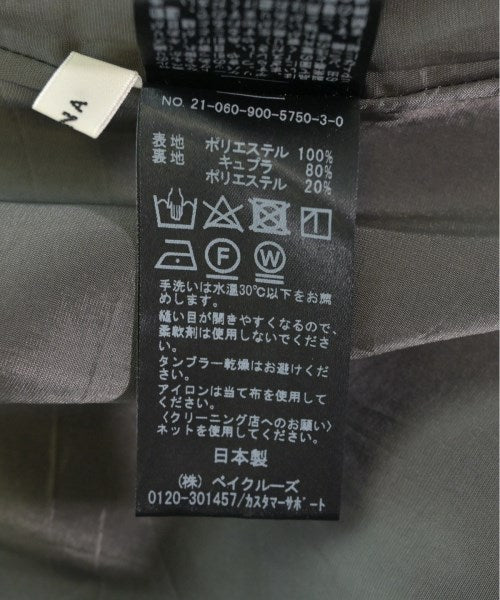 NA
NO. 21-060-900-5750-3-0
表地 ポリエステル 100%
裏地 キュプラ 80%
ポリエステル 20%
F W
手洗いは水温30℃以下をお薦
めします。
縫い目が開きやすくなるので、
柔軟剤は使用しないでくださ
い。
タンブラー乾燥はお避けくだ
さい。
アイロンは当て布を使用して
ください。
〈クリーニング店へのお願い〉
ネットを使用してください。
日本製
(株) ベイクルーズ
0120-301457/カスタマーサポート